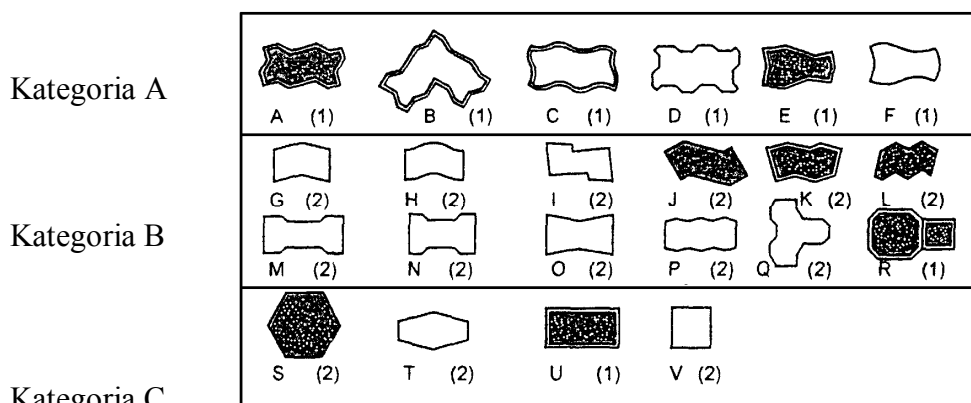 Kategoria A
A (1) B (1) C (1) D (1) E (1) F (1)
G (2) H (2) I (2) J (2) K (2) L (2)
Kategoria B
M (2) N (2) O (2) P (2) Q (2) R (1)
S (2) T (2) U (1) V (2)
Kategoria C